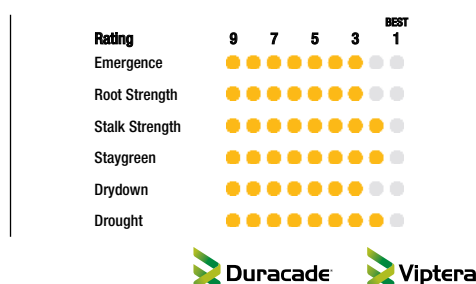 BEST
Rating 9 7 5 3 1
Emergence
Root Strength
Stalk Strength
Staygreen
Drydown
Drought
Duracade Viptera